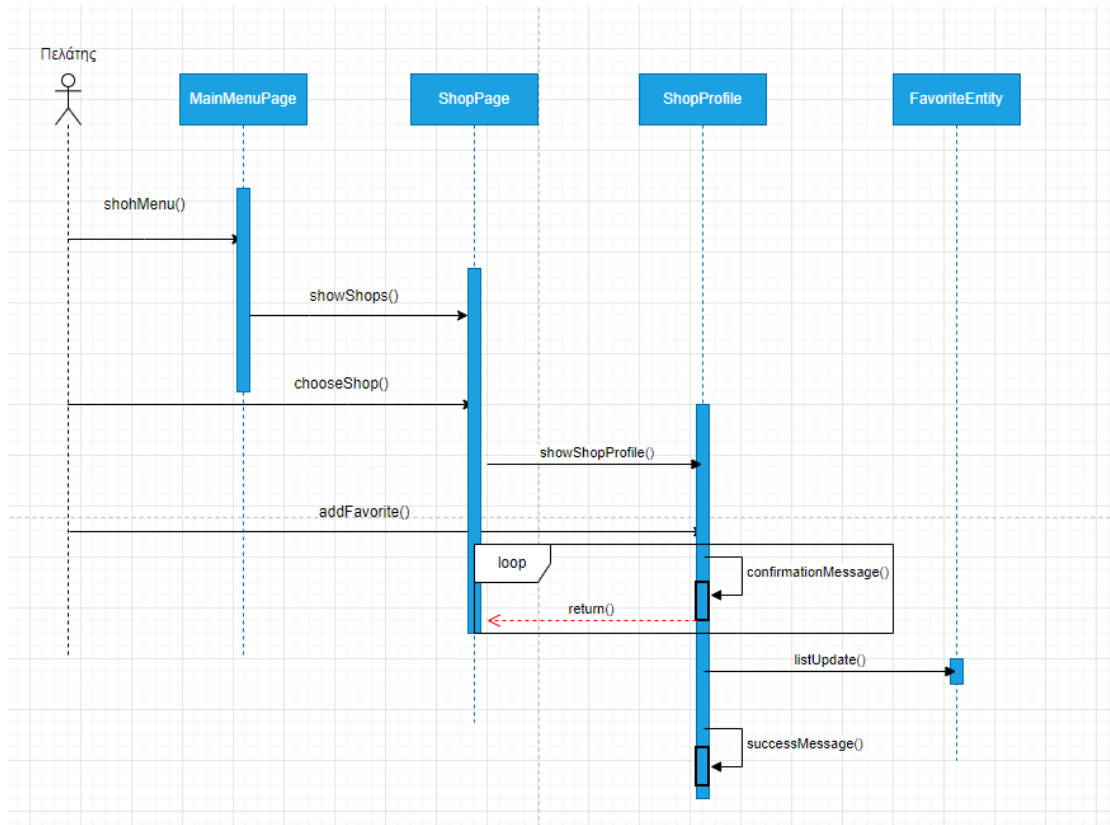 Πελάτης
MainMenuPage
ShopPage
ShopProfile
FavoriteEntity
shohMenu()
showShops()
chooseShop()
showShopProfile()
addFavorite()
loop
confirmationMessage()
return()
listUpdate()
successMessage()